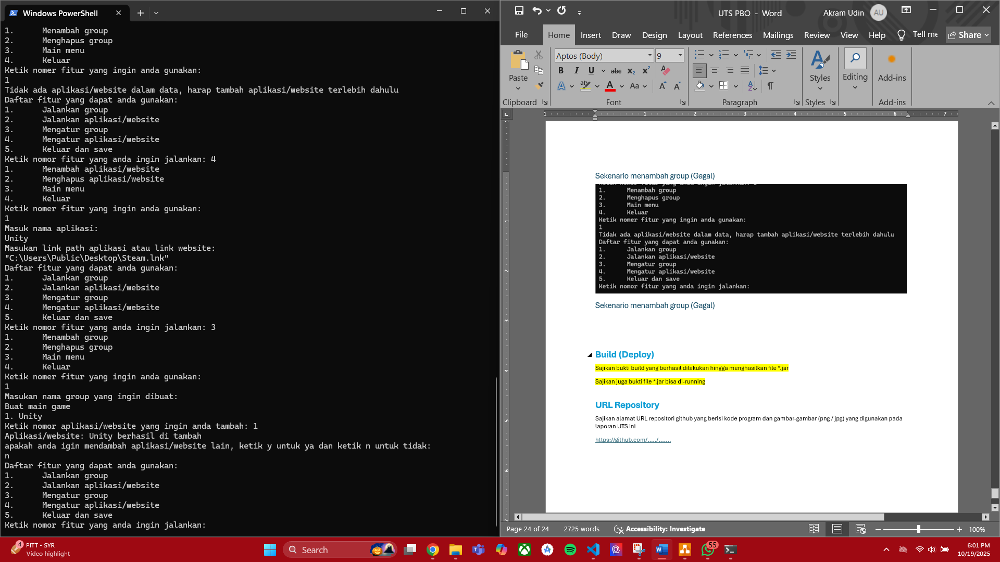 Windows PowerShell
1. Menambah group
2. Menghapus group
3. Main menu
4. Keluar
Ketik nomer fitur yang ingin anda gunakan:
1
Tidak ada aplikasi/website dalam data, harap tambah aplikasi/website terlebih dahulu
Daftar fitur yang dapat anda gunakan:
1. Jalankan group
2. Jalankan aplikasi/website
3. Mengatur group
4. Mengatur aplikasi/website
5. Keluar dan save
Ketik nomor fitur yang anda ingin jalankan: 4
1. Menambah aplikasi/website
2. Menghapus aplikasi/website
3. Main menu
4. Keluar
Ketik nomer fitur yang ingin anda gunakan:
1
Masuk nama aplikasi:
Unity
Masukan link path aplikasi atau link website:
"C:\Users\Public\Desktop\Steam.lnk"
Daftar fitur yang dapat anda gunakan:
1. Jalankan group
2. Jalankan aplikasi/website
3. Mengatur group
4. Mengatur aplikasi/website
5. Keluar dan save
Ketik nomor fitur yang anda ingin jalankan: 3
1. Menambah group
2. Menghapus group
3. Main menu
4. Keluar
Ketik nomer fitur yang ingin anda gunakan:
1
Masukan nama group yang ingin dibuat:
Buat main game
1. Unity
Ketik nomor aplikasi/website yang ingin anda tambah: 1
Aplikasi/website: Unity berhasil di tambah
apakah anda igin mendambah aplikasi/website lain, ketik y untuk ya dan ketik n untuk tidak:
n
Daftar fitur yang dapat anda gunakan:
1. Jalankan group
2. Jalankan aplikasi/website
3. Mengatur group
4. Mengatur aplikasi/website
5. Keluar dan save
Ketik nomor fitur yang anda ingin jalankan:
UTS PBO - Word
Akram Udin
AU
File Home Insert Draw Design Layout References Mailings Review View Help Tell me Share
Aptos (Body) 9
Paste
Styles
Editing
Add-ins
Clipboard Font Paragraph Styles Add-ins
1 1 2 3 4 5 6 7
Sekenario menambah group (Gagal)
1. Menambah group
2. Menghapus group
3. Main menu
4. Keluar
Ketik nomer fitur yang ingin anda gunakan:
1
Tidak ada aplikasi/website dalam data, harap tambah aplikasi/website terlebih dahulu
Daftar fitur yang dapat anda gunakan:
1. Jalankan group
2. Jalankan aplikasi/website
3. Mengatur group
4. Mengatur aplikasi/website
5. Keluar dan save
Ketik nomor fitur yang anda ingin jalankan:
Sekenario menambah group (Gagal)
Build (Deploy)
Sajikan bukti build yang berhasil dilakukan hingga menghasilkan file *.jar
Sajikan juga bukti file *.jar bisa di-running
URL Repository
Sajikan alamat URL repositori github yang berisi kode program dan gambar-gambar (png / jpg) yang digunakan pada
laporan UTS ini
https://github.com/...../.......
Page 24 of 24 2725 words Accessibility: Investigate 100%
4
PITT - SYR
Video highlight
Search
55
6:01 PM
10/19/2025